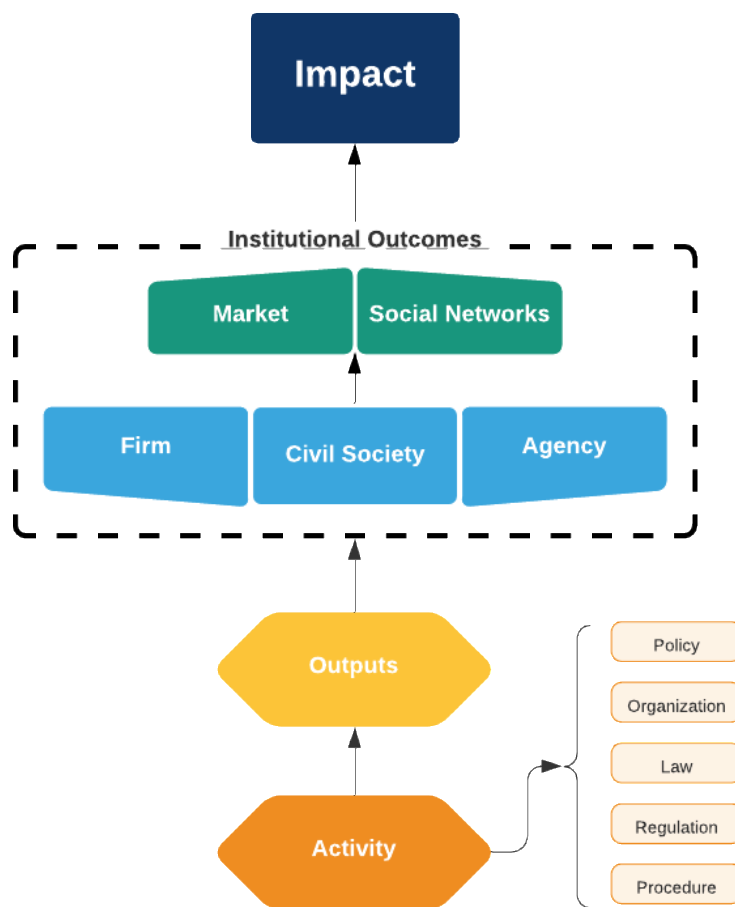 Impact
Institutional Outcomes
Market
Social Networks
Firm
Civil Society
Agency
Outputs
Activity
Policy
Organization
Law
Regulation
Procedure